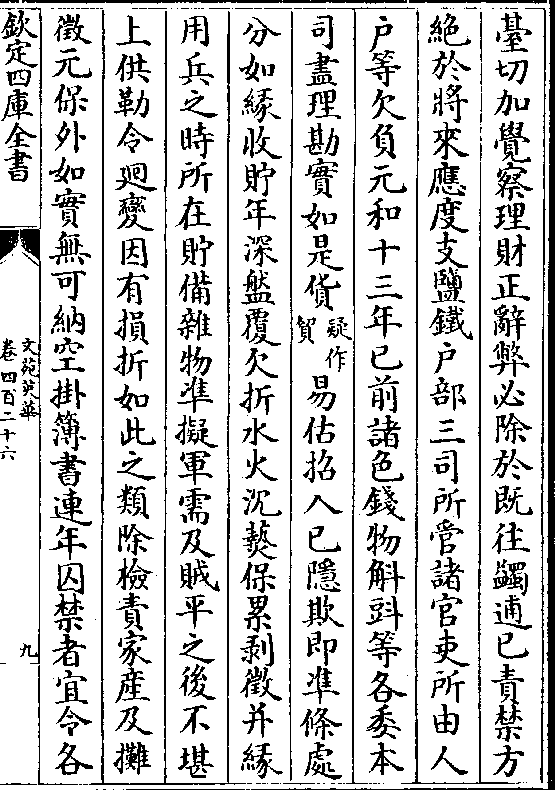 臺切加覺察理財正辭弊必除於既往蠲逋已責禁方
絕於將來應度支鹽鐵戶部三司所管諸官吏所由人
户等欠負元和十三年已前諸色錢物斛㪷等各委本
司盡理勘實如是貨疑作貿易估招入已隱欺即准條處
分如緣收貯年深盤覆欠折水火沉爇保累剥徵并緣
用兵之時所在貯備雜物准擬軍需及賊平之後不堪
上供勒令廻變因有損折如此之類除檢責家産及攤
徵元保外如實無可納空掛簿書連年囚禁者宜令各
欽定四庫全書
文苑英華
卷四百二十六
九